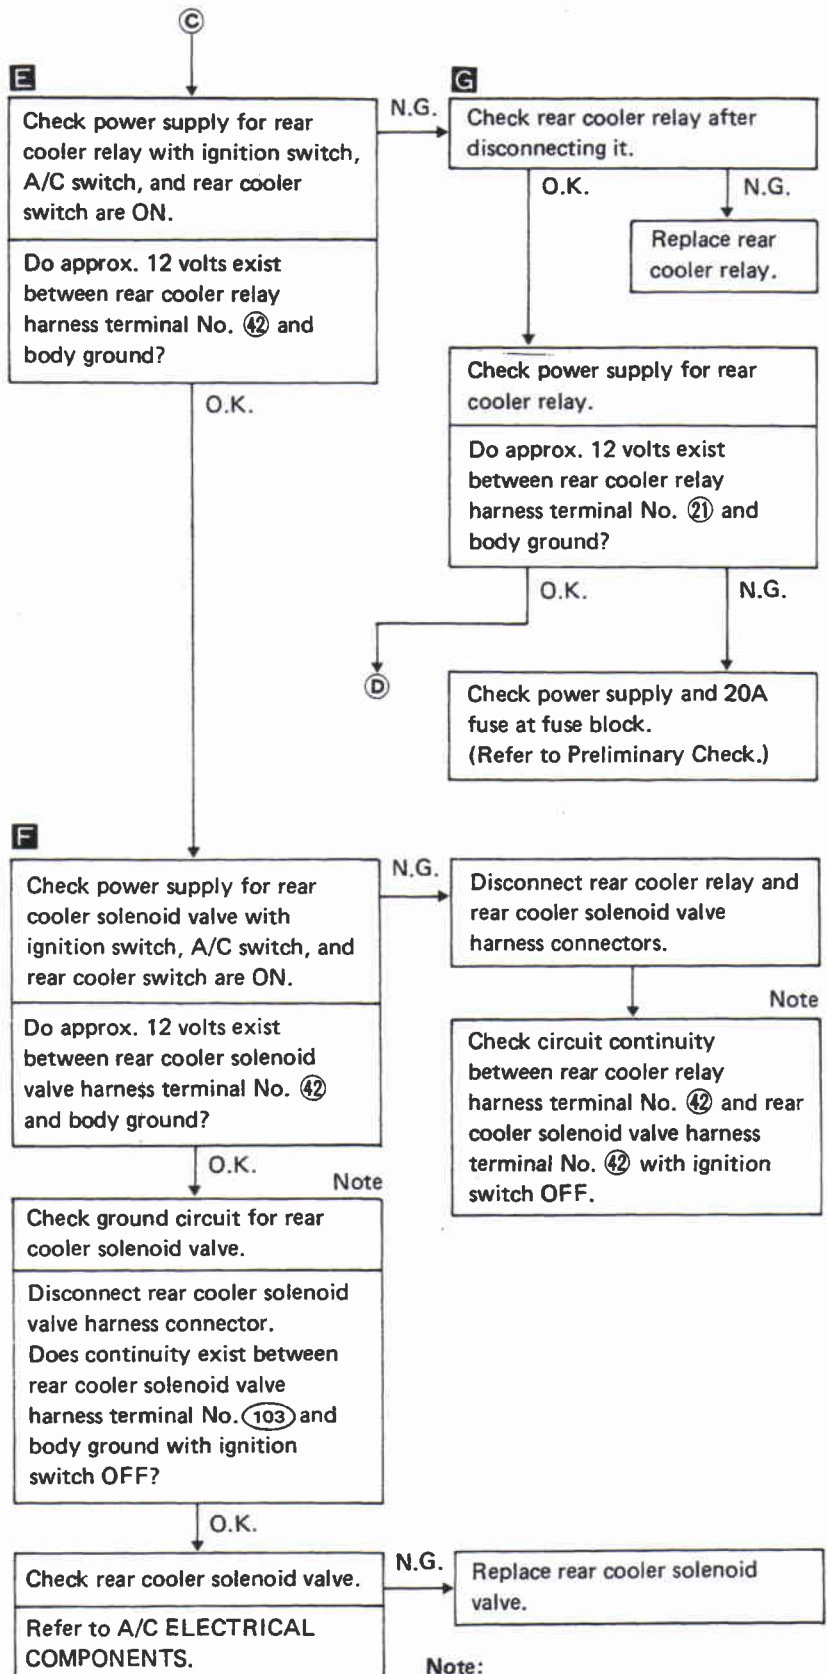 C
E
Check power supply for rear
cooler relay with ignition switch,
A/C switch, and rear cooler
switch are ON.
Do approx. 12 volts exist
between rear cooler relay
harness terminal No. 42 and
body ground?
N.G.
O.K.
G
Check rear cooler relay after
disconnecting it.
O.K.
N.G.
Replace rear
cooler relay.
Check power supply for rear
cooler relay.
Do approx. 12 volts exist
between rear cooler relay
harness terminal No. 21 and
body ground?
O.K.
N.G.
D
Check power supply and 20A
fuse at fuse block.
(Refer to Preliminary Check.)
F
Check power supply for rear
cooler solenoid valve with
ignition switch, A/C switch, and
rear cooler switch are ON.
Do approx. 12 volts exist
between rear cooler solenoid
valve harness terminal No. 42
and body ground?
N.G.
Disconnect rear cooler relay and
rear cooler solenoid valve
harness connectors.
Note
Check circuit continuity
between rear cooler relay
harness terminal No. 42 and rear
cooler solenoid valve harness
terminal No. 42 with ignition
switch OFF.
O.K.
Note
Check ground circuit for rear
cooler solenoid valve.
Disconnect rear cooler solenoid
valve harness connector.
Does continuity exist between
rear cooler solenoid valve
harness terminal No. 103 and
body ground with ignition
switch OFF?
O.K.
Check rear cooler solenoid valve.
Refer to A/C ELECTRICAL
COMPONENTS.
N.G.
Replace rear cooler solenoid
valve.
Note: